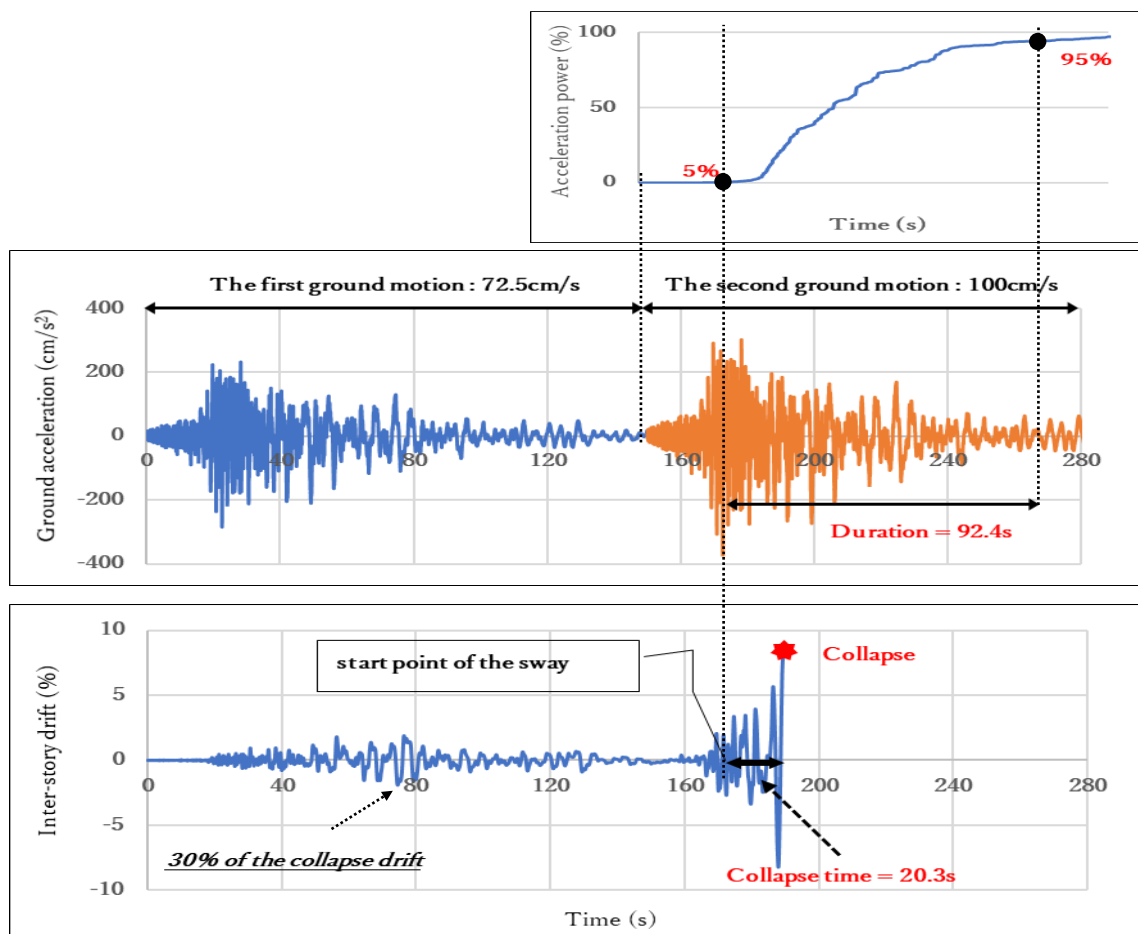 Acceleration power (%)
100
50
0
5%
95%
Time (s)
The first ground motion : 72.5cm/s
The second ground motion : 100cm/s
Ground acceleration (cm/s²)
400
200
0
-200
-400
0
40
80
120
160
200
240
280
Duration = 92.4s
Inter-story drift (%)
10
5
0
-5
-10
start point of the sway
Collapse
0
40
80
120
160
200
240
280
30% of the collapse drift
Collapse time = 20.3s
Time (s)